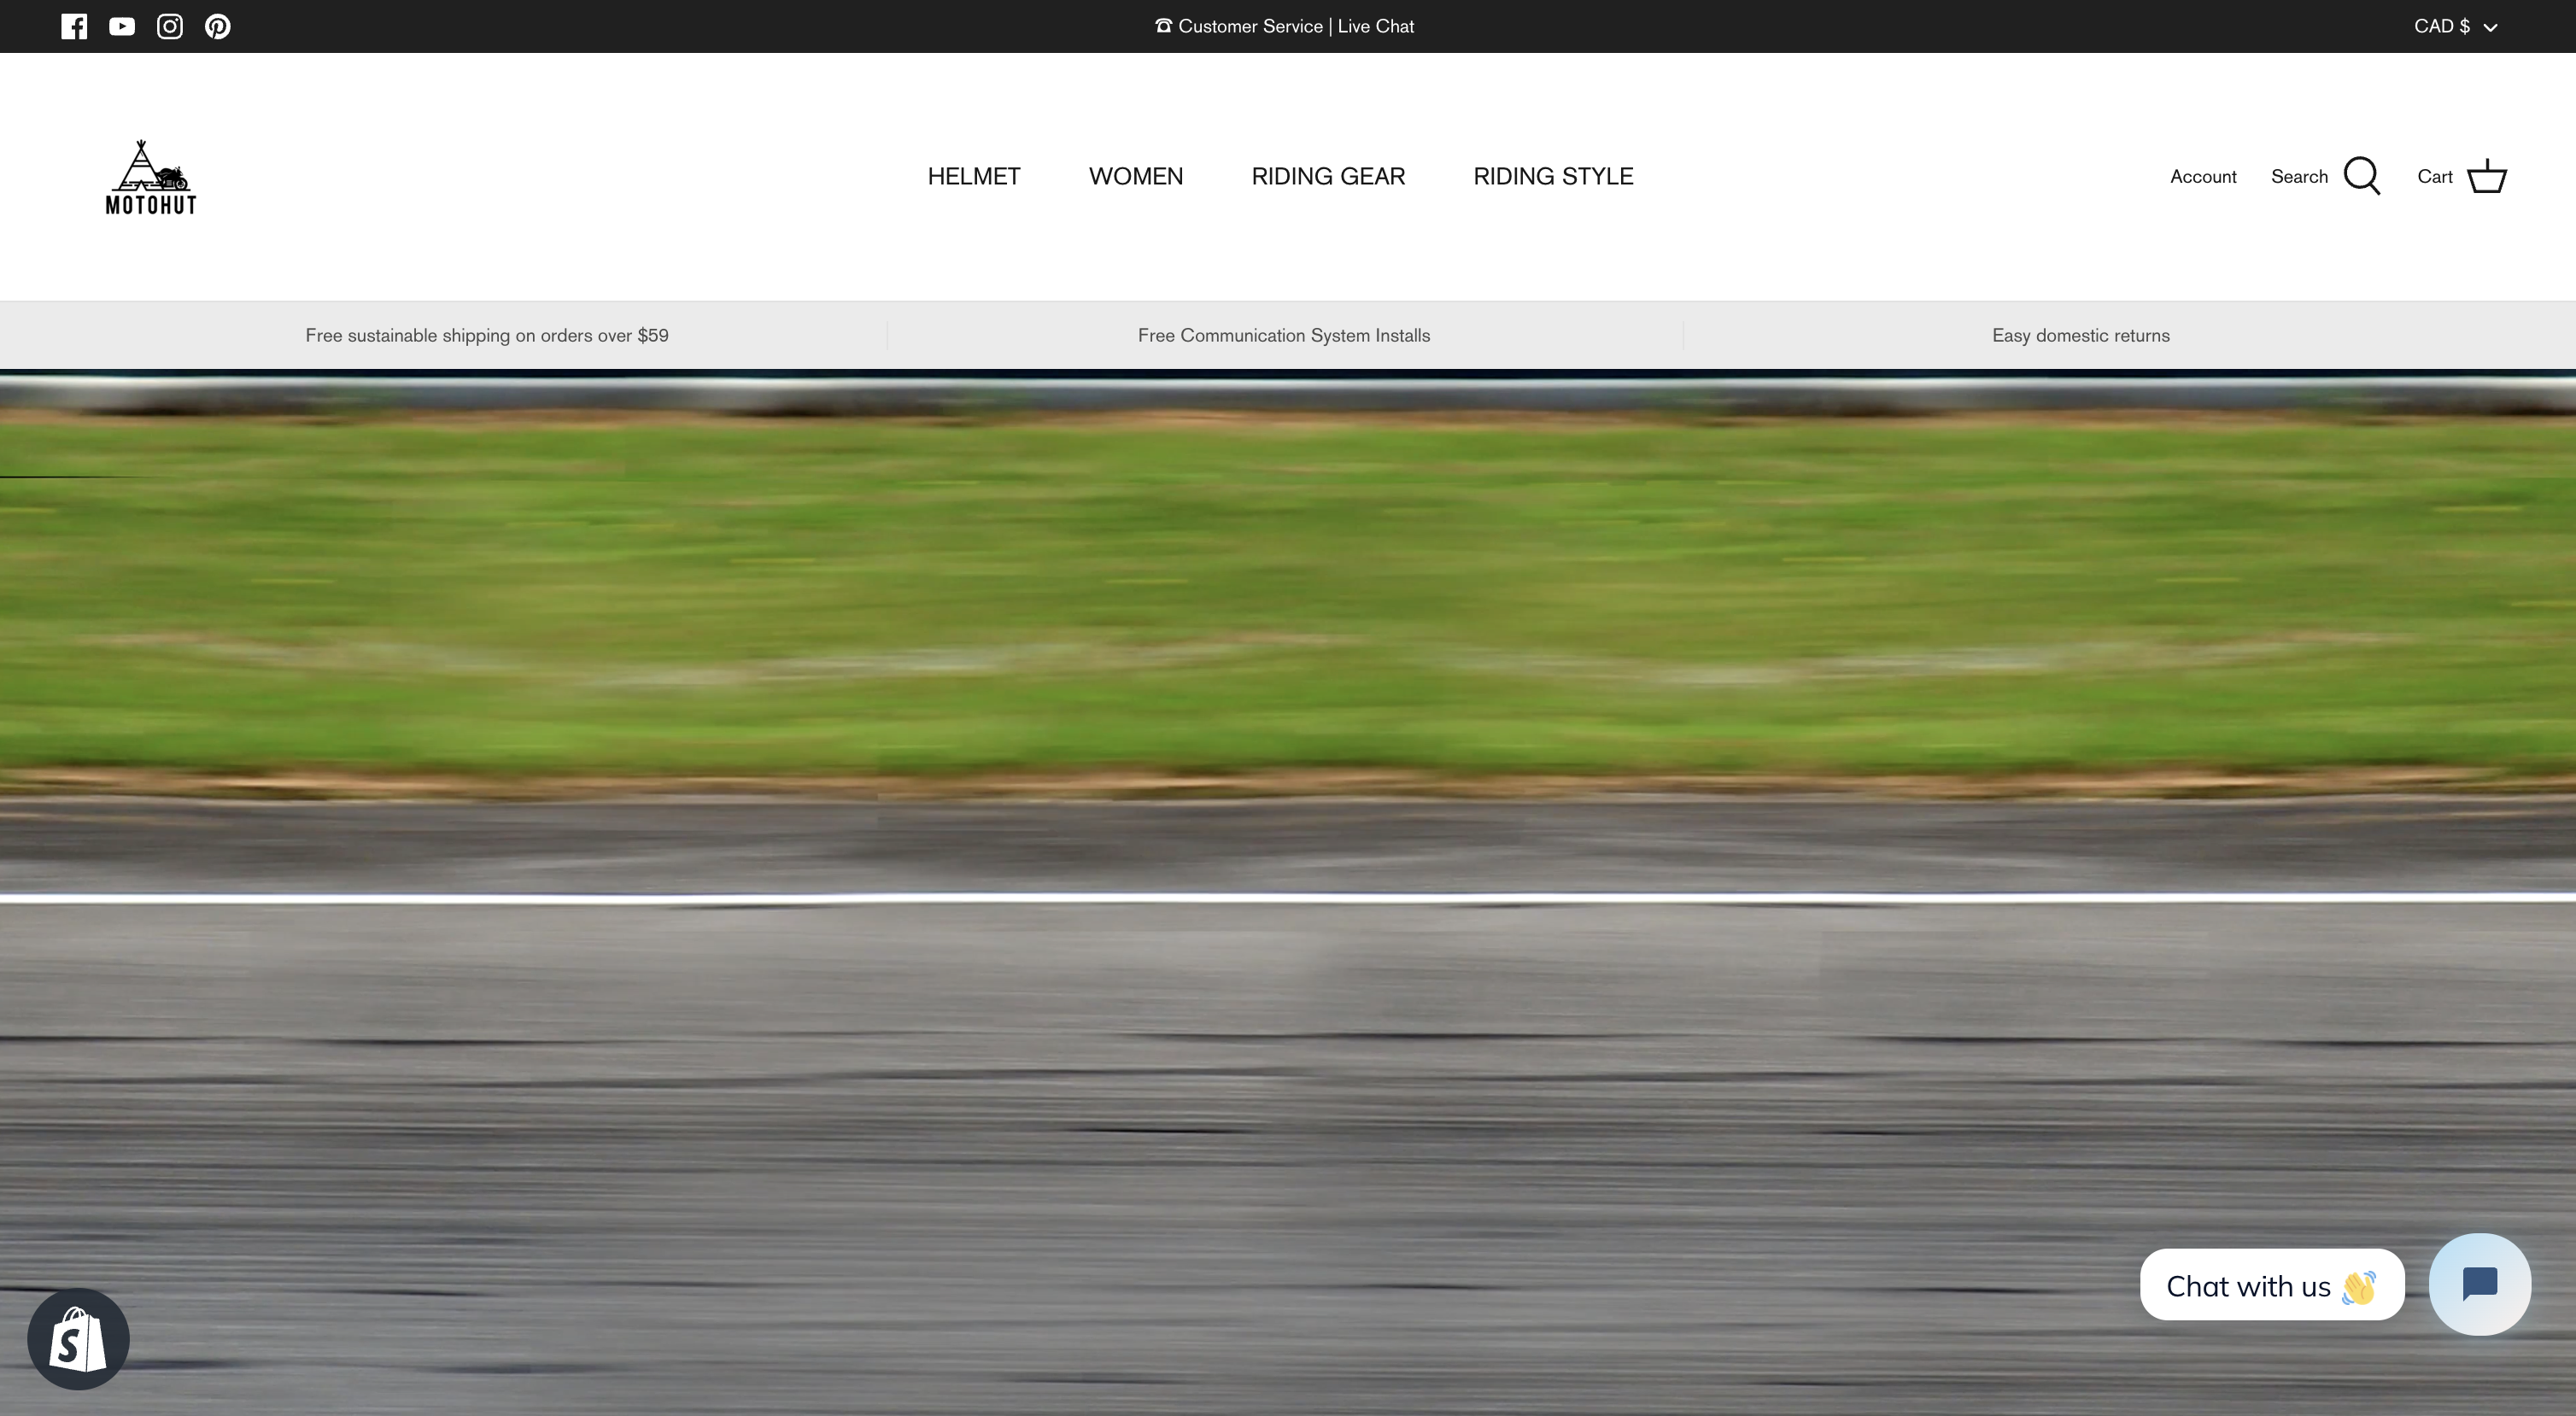 ☎ Customer Service | Live Chat
CAD $
MOTOHUT
HELMET
WOMEN
RIDING GEAR
RIDING STYLE
Account
Search
Cart
Free sustainable shipping on orders over $59
Free Communication System Installs
Easy domestic returns
Chat with us 👋